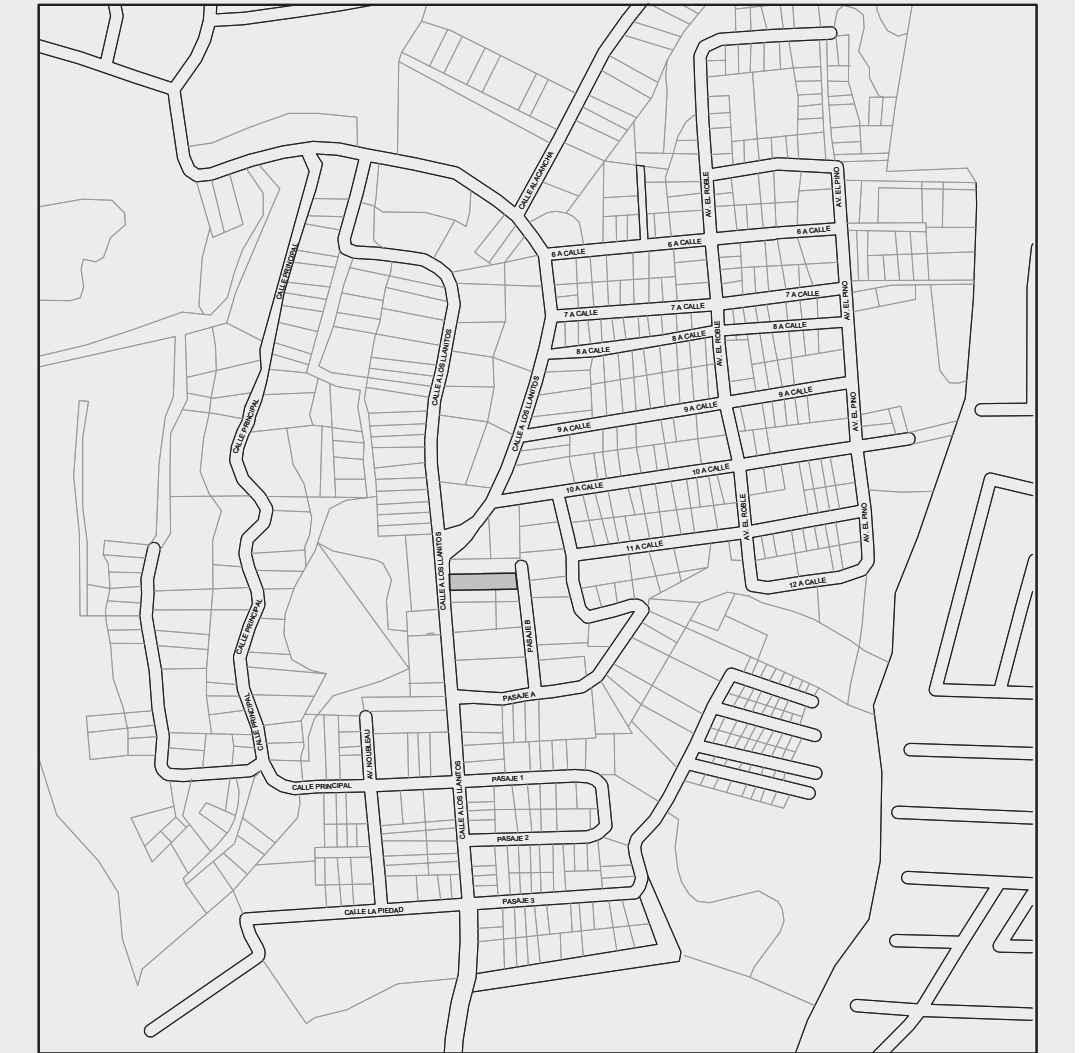 CALLE ALACANCHA
AV. EL ROBLE
AV. EL PINO
6 A CALLE
6 A CALLE
6 A CALLE
CALLE PRINCIPAL
7 A CALLE
AV. EL PINO
7 A CALLE
7 A CALLE
8 A CALLE
8 A CALLE
8 A CALLE
AV. EL ROBLE
CALLE A LOS LLANITOS
CALLE A LOS LLANITOS
9 A CALLE
9 A CALLE
9 A CALLE
AV. EL PINO
CALLE PRINCIPAL
10 A CALLE
10 A CALLE
AV. EL ROBLE
AV. EL PINO
11 A CALLE
CALLE A LOS LLANITOS
12 A CALLE
CALLE PRINCIPAL
PASAJE B
PASAJE A
CALLE PRINCIPAL
AV. NOUBLEAU
PASAJE 1
CALLE PRINCIPAL
CALLE A LOS LLANITOS
PASAJE 2
PASAJE 3
CALLE LA PIEDAD